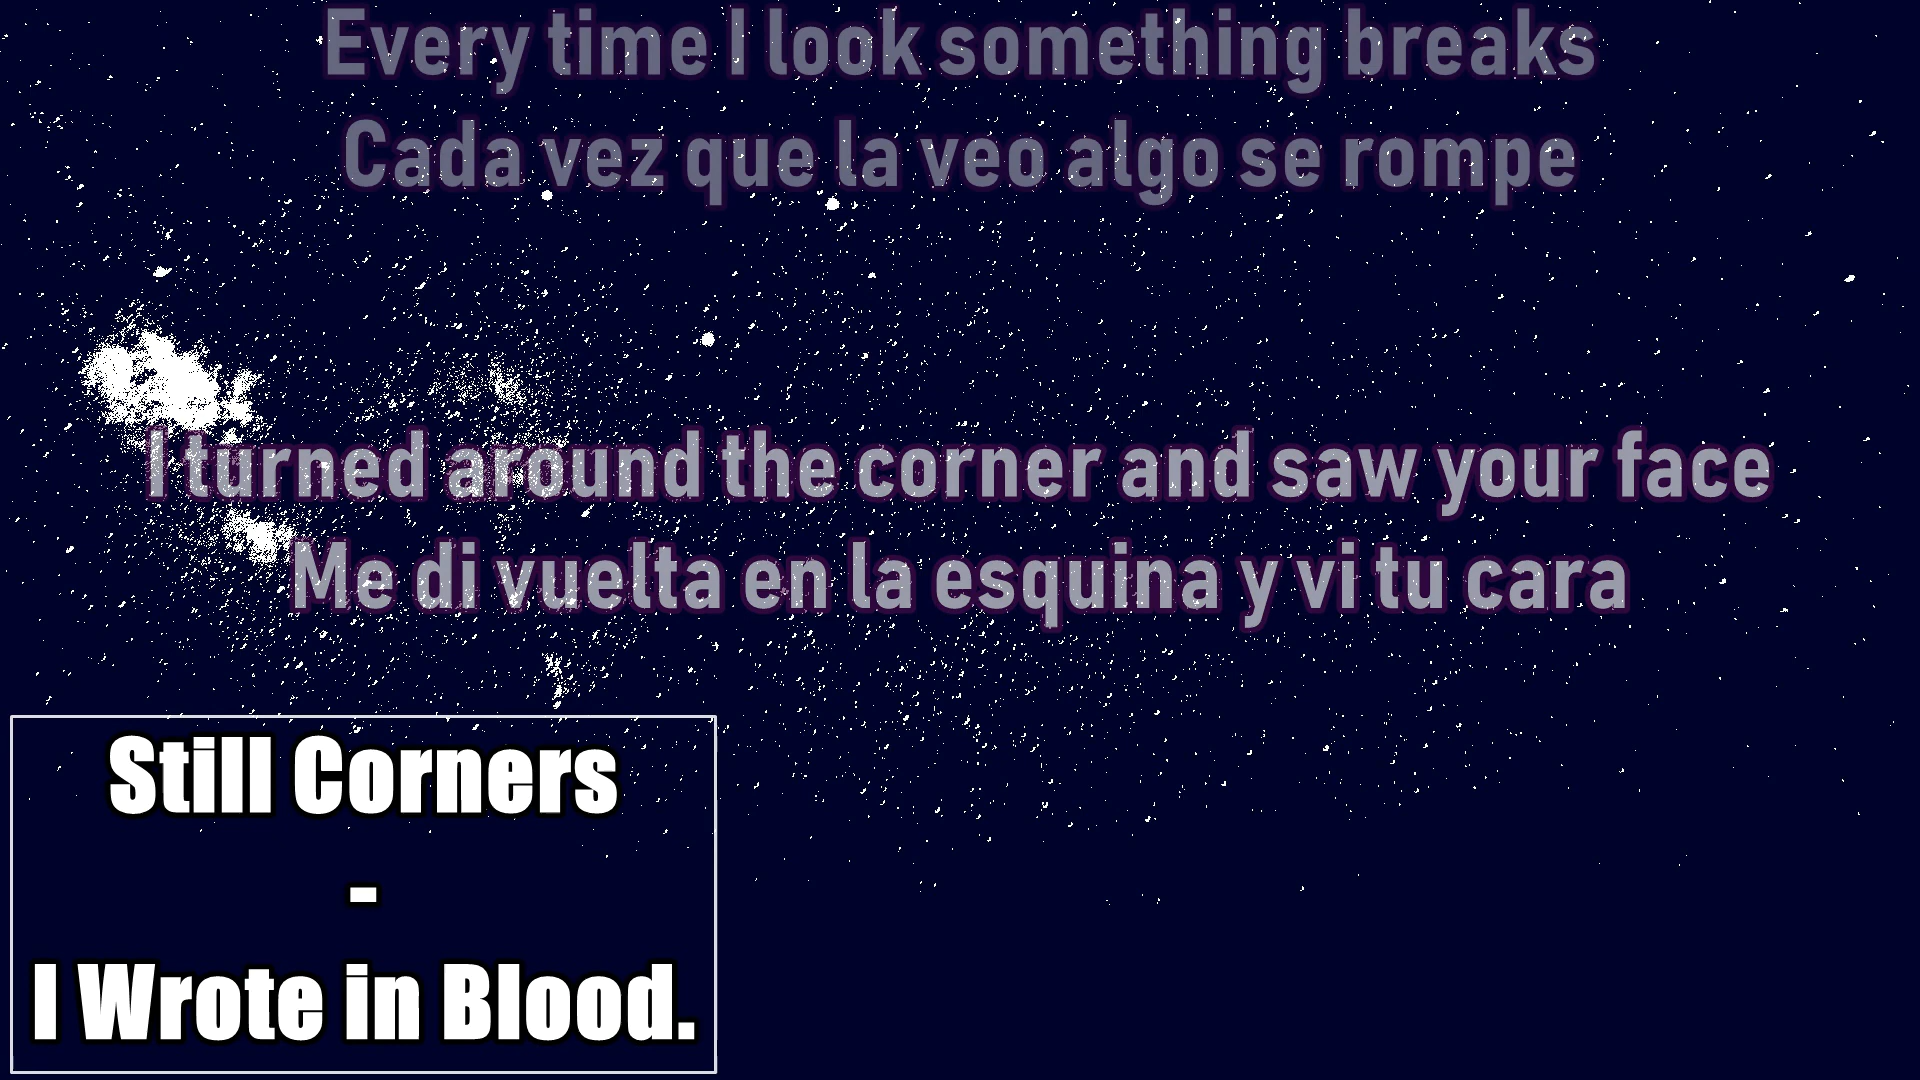 Every time I look something breaks
Cada vez que la veo algo se rompe
I turned around the corner and saw your face
Me di vuelta en la esquina y vi tu cara
Still Corners
-
I Wrote in Blood.